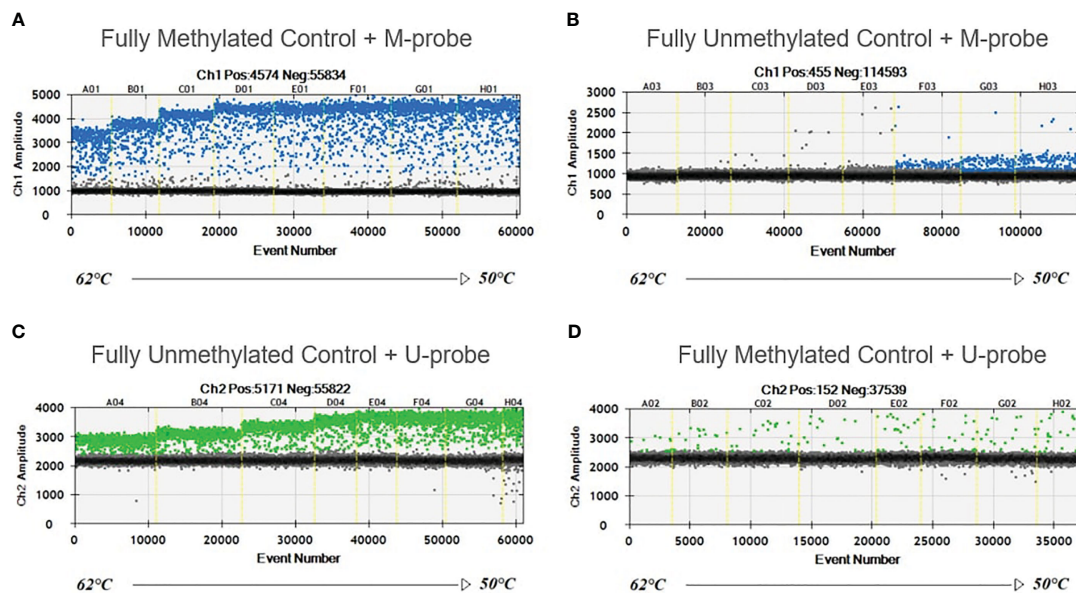 A
Fully Methylated Control + M-probe
Ch1 Pos:4574 Neg:55834
A01 B01 C01 D01 E01 F01 G01 H01
Ch1 Amplitude
5000
4000
3000
2000
1000
0
0 10000 20000 30000 40000 50000 60000
Event Number
62°C 50°C
B
Fully Unmethylated Control + M-probe
Ch1 Pos:455 Neg:114593
A03 B03 C03 D03 E03 F03 G03 H03
Ch1 Amplitude
3000
2500
2000
1500
1000
500
0
0 20000 40000 60000 80000 100000
Event Number
62°C 50°C
C
Fully Unmethylated Control + U-probe
Ch2 Pos:5171 Neg:55822
A04 B04 C04 D04 E04 F04 G04 H04
Ch2 Amplitude
4000
3000
2000
1000
0
0 10000 20000 30000 40000 50000 60000
Event Number
62°C 50°C
D
Fully Methylated Control + U-probe
Ch2 Pos:152 Neg:37539
A02 B02 C02 D02 E02 F02 G02 H02
Ch2 Amplitude
4000
3000
2000
1000
0
0 5000 10000 15000 20000 25000 30000 35000
Event Number
62°C 50°C